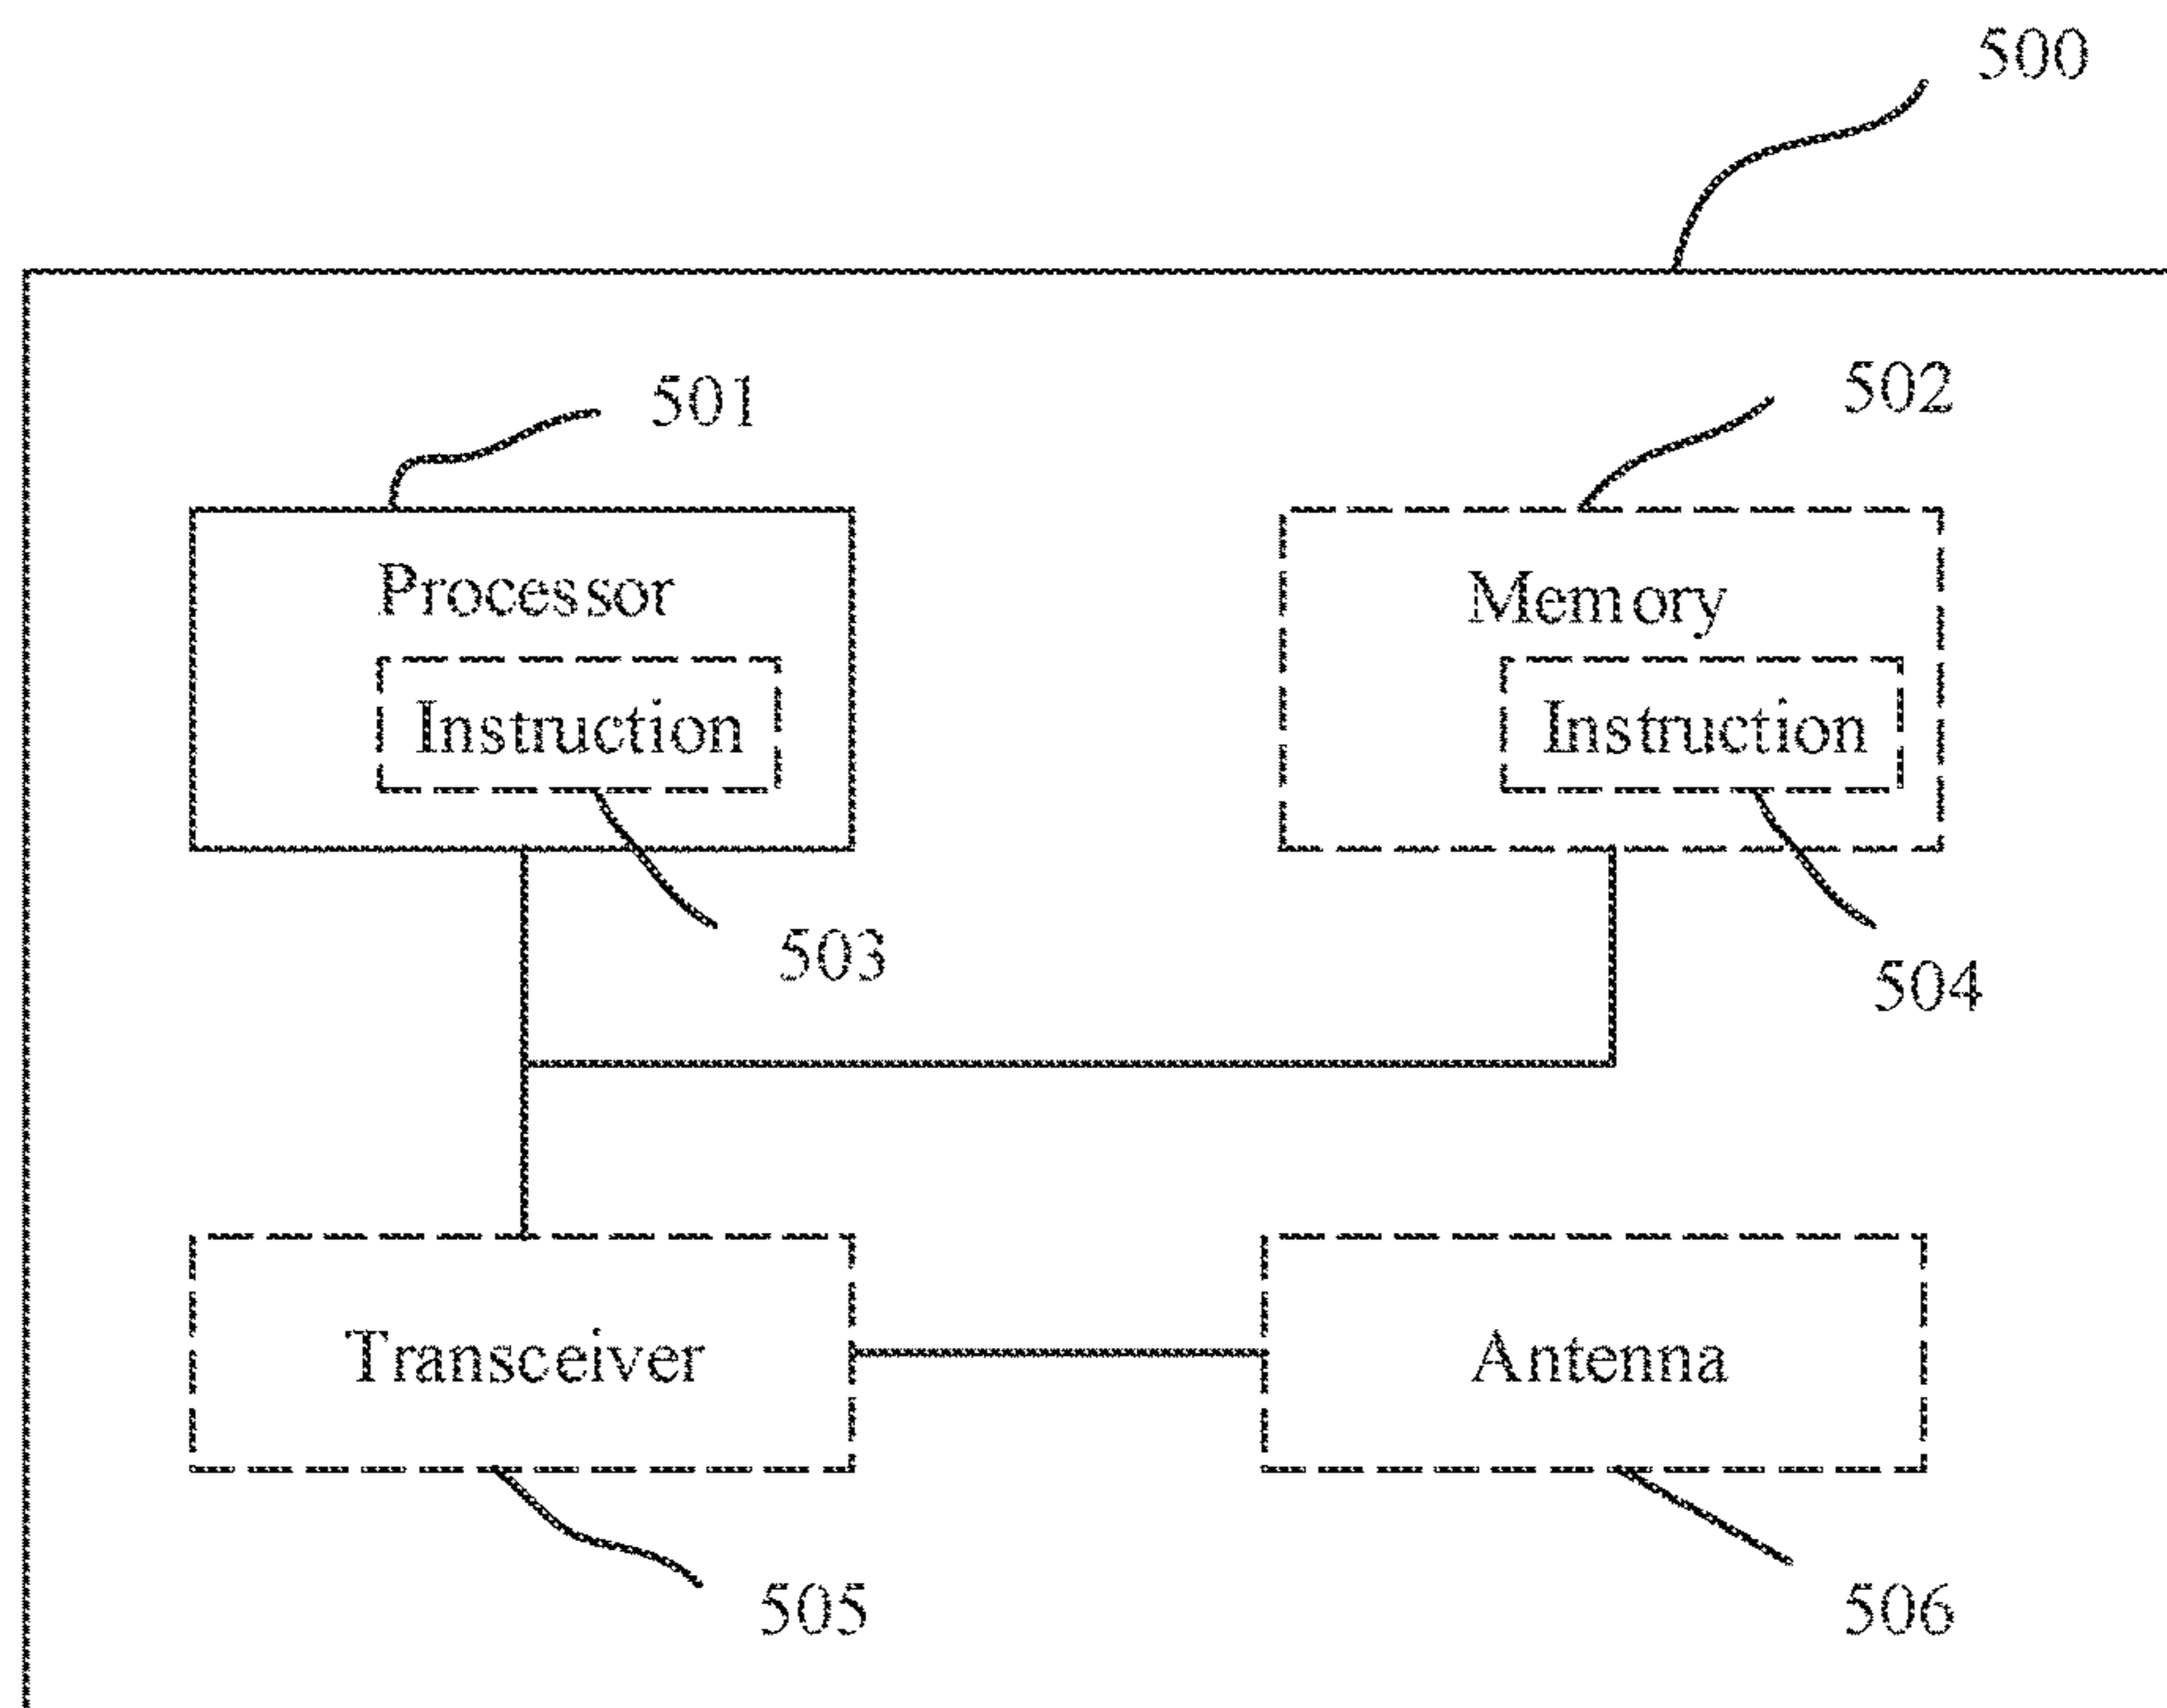 500
501
502
Processor
Memory
Instruction
Instruction
503
504
Transceiver
Antenna
505
506